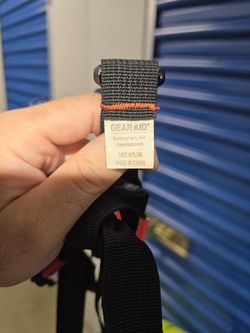 GEAR AID®
Bellingham, WA
GearAid.com
100% NYLON
MADE IN CHINA